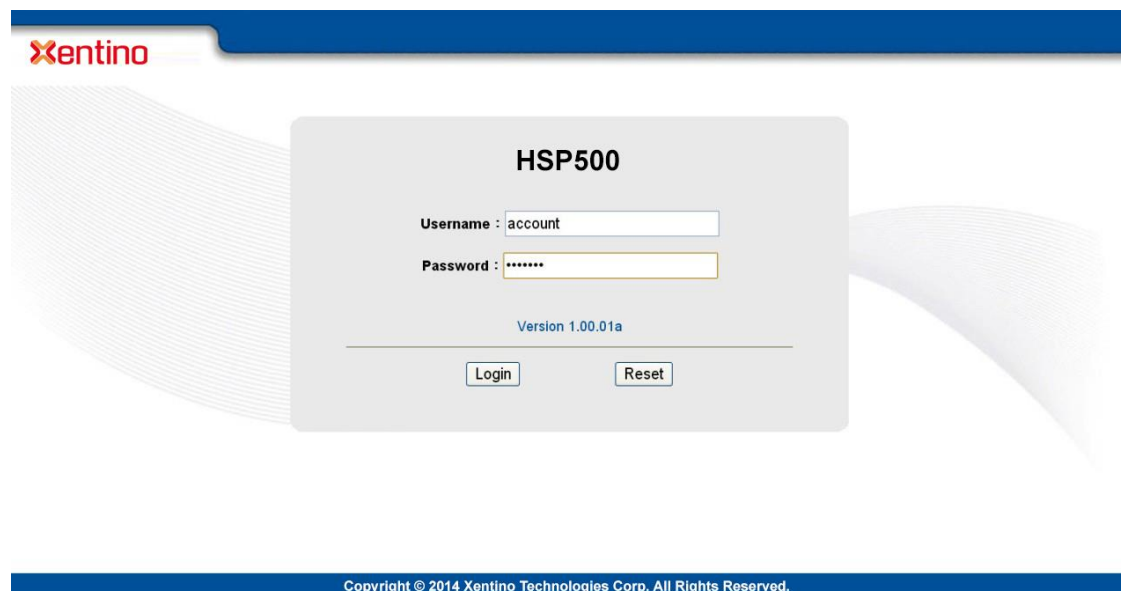 Xentino
HSP500
Username : account
Password : •••••••
Version 1.00.01a
Login Reset
Copyright © 2014 Xentino Technologies Corp. All Rights Reserved.